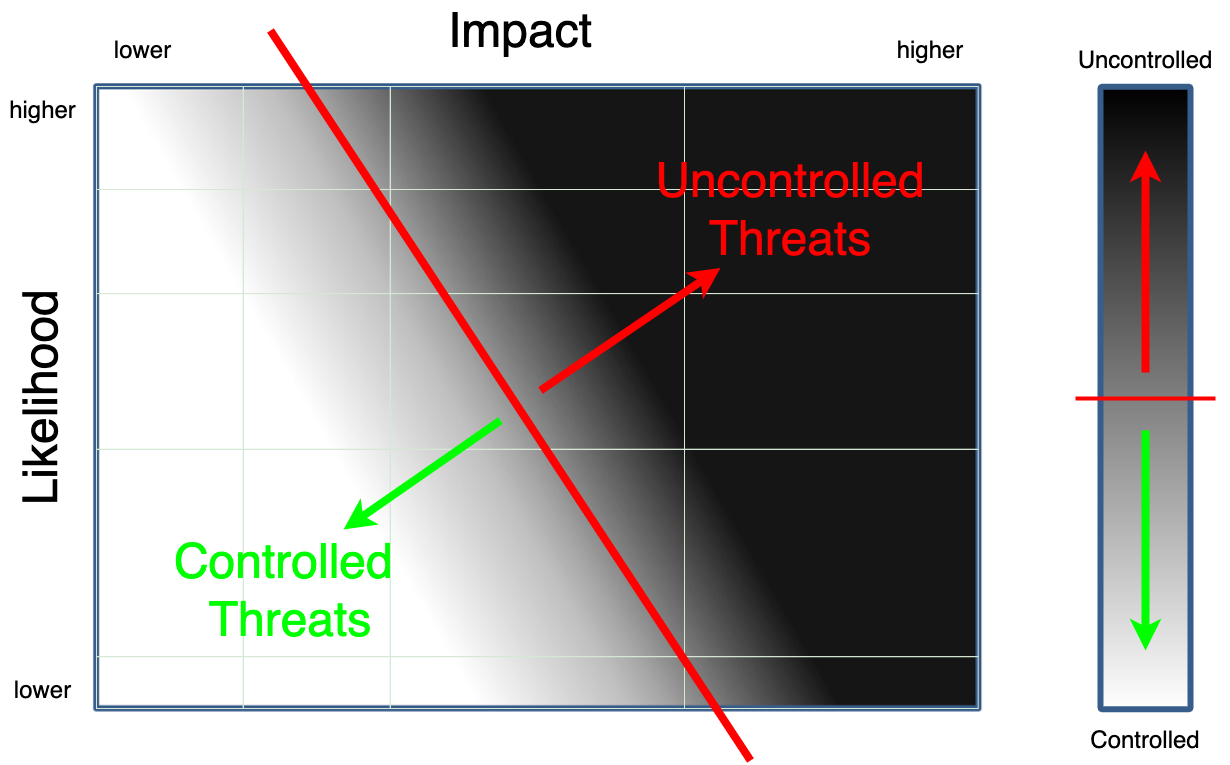 Impact
lower
higher
Uncontrolled
higher
Uncontrolled
Threats
Likelihood
Controlled
Threats
lower
Controlled